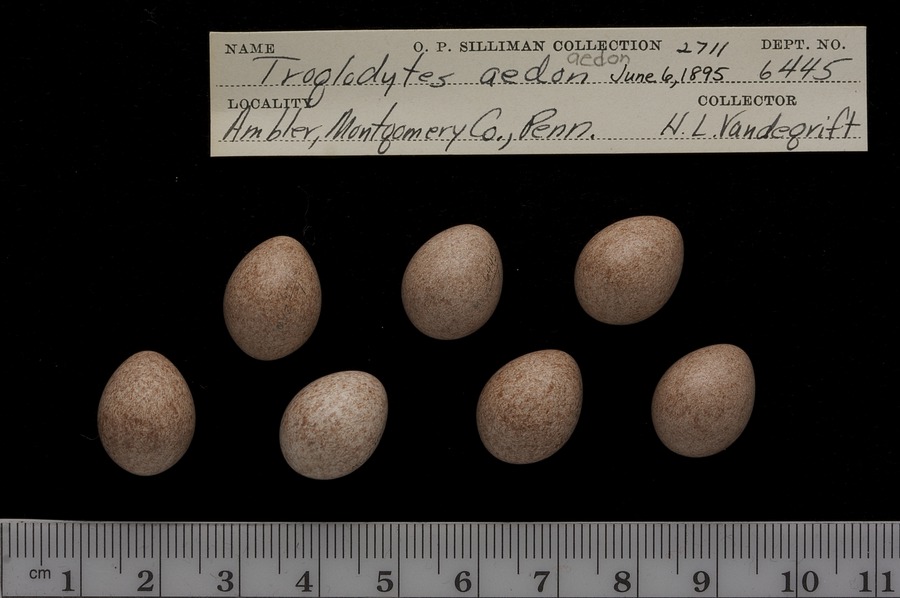 NAME O. P. SILLIMAN COLLECTION 2711 DEPT. NO.
aedon
Troglodytes aedon June 6, 1895 6445
LOCALITY COLLECTOR
Ambler, Montgomery Co., Penn. H. L. Vandegrift
cm 1 2 3 4 5 6 7 8 9 10 11